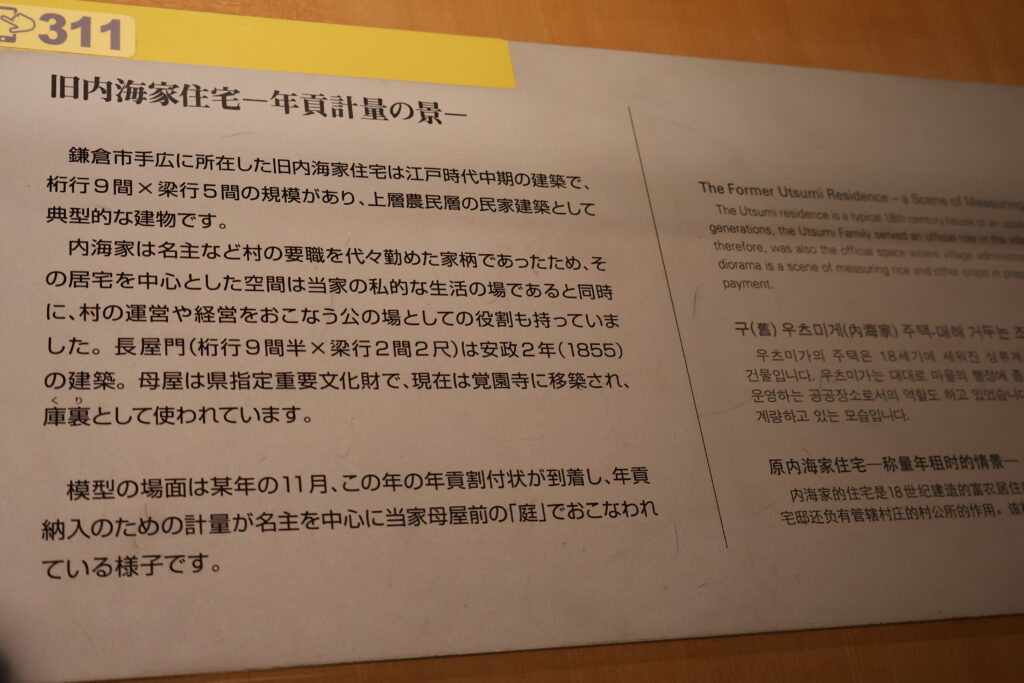 311
旧内海家住宅—年貢計量の景—
鎌倉市手広に所在した旧内海家住宅は江戸時代中期の建築で、
桁行9間×梁行5間の規模があり、上層農民層の民家建築として
典型的な建物です。
内海家は名主など村の要職を代々勤めた家柄であったため、そ
の居宅を中心とした空間は当家の私的な生活の場であると同時
に、村の運営や経営をおこなう公の場としての役割も持っていま
した。長屋門(桁行9間半×梁行2間2尺)は安政2年(1855)
の建築。母屋は県指定重要文化財で、現在は覚園寺に移築され、
くり
庫裏として使われています。
模型の場面は某年の11月、この年の年貢割付状が到着し、年貢
納入のための計量が名主を中心に当家母屋前の「庭」でおこなわれ
ている様子です。
The Former Utsumi Residence – a Scene of Measuring
The Utsumi residence is a typical 18th century house of an
generations, the Utsumi Family served an official role in the
therefore, was also the official space where village
diorama is a scene of measuring rice and other crops in
payment.
구(舊) 우츠미게(內海家) 주택-매해 거두는
우츠미가의 주택은 18세기에 세워진 상류계
건물입니다. 우츠미가는 대대로 마을의 행정에
운영하는 공공장소로서의 역할도 하고 있었습니
계량하고 있는 모습입니다.
原内海家住宅—称量年租时的情景—
内海家的住宅是18世纪建造的富农居住
宅邸还负有管辖村庄的村公所的作用。该